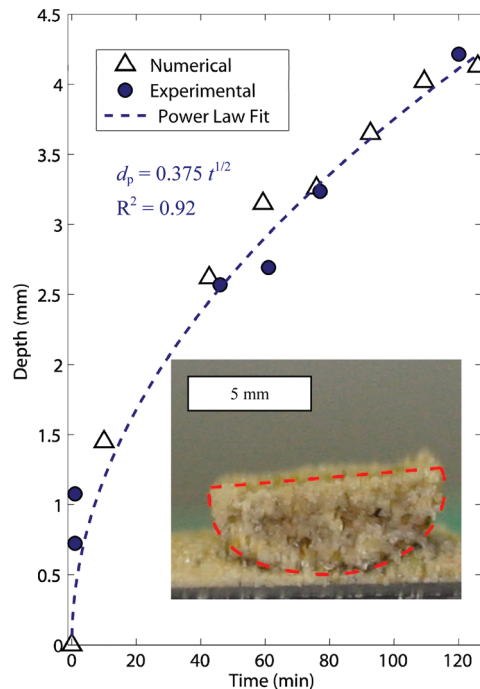 4.5
4
3.5
3
2.5
2
1.5
1
0.5
0
Depth (mm)
Numerical
Experimental
Power Law Fit
d_p = 0.375 t^{1/2}
R² = 0.92
5 mm
0 20 40 60 80 100 120
Time (min)